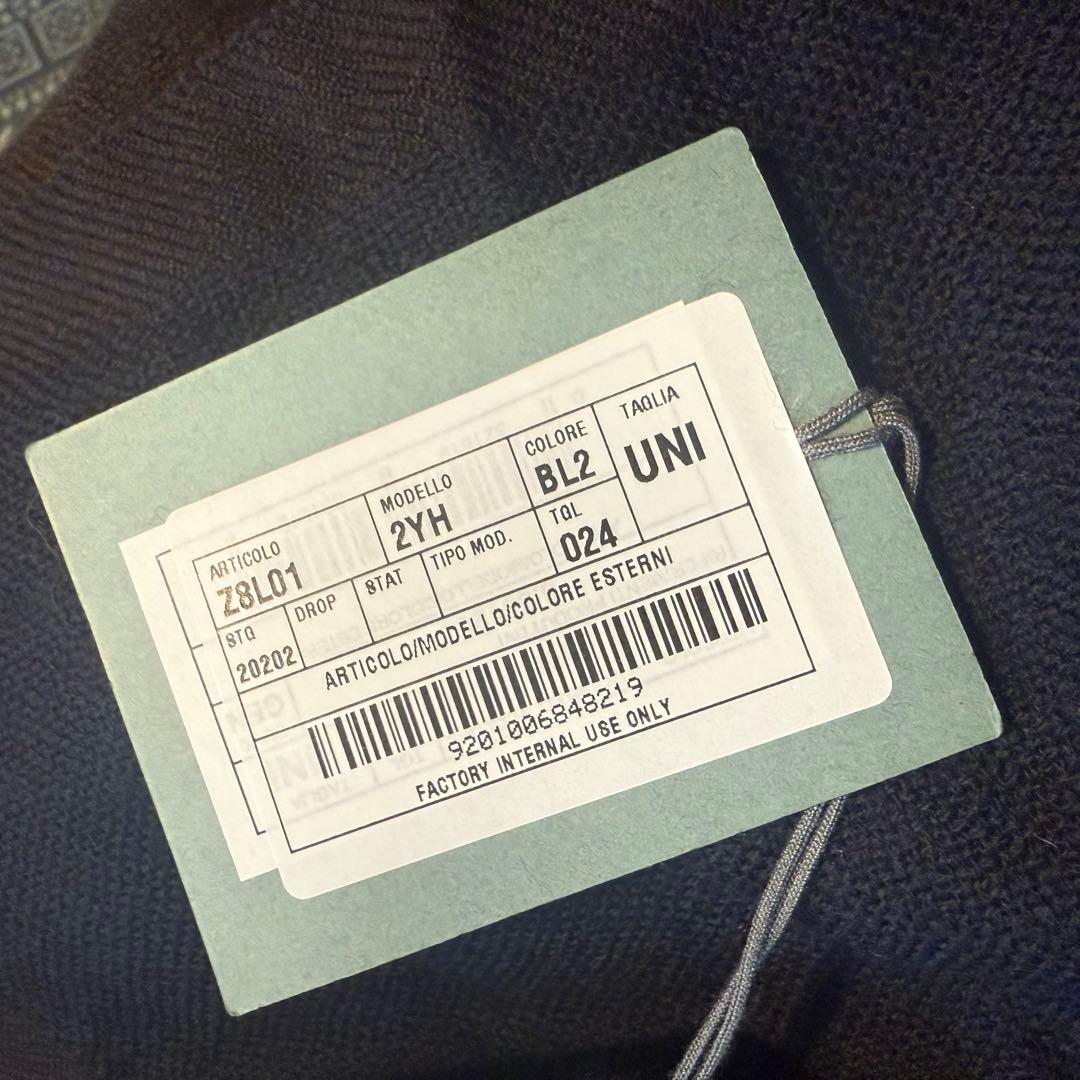 ARTICOLO MODELLO COLORE TAGLIA
Z8L01 2YH BL2 UNI
STG DROP STAT TIPO MOD. TGL
20202 024
ARTICOLO/MODELLO/COLORE ESTERNI
9201006848219
FACTORY INTERNAL USE ONLY